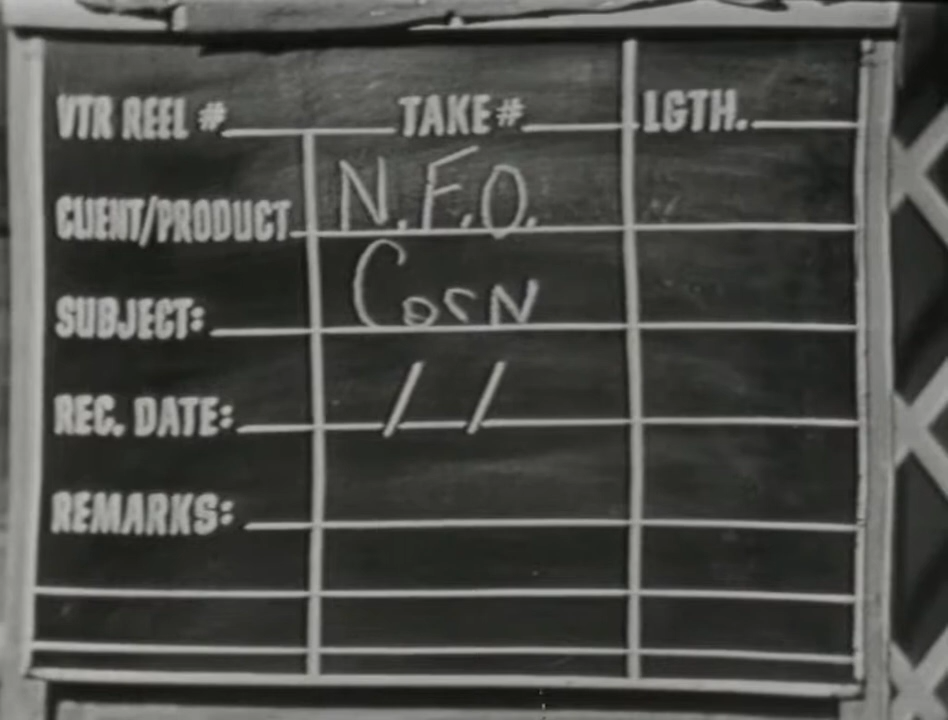 VTR REEL # TAKE # LGTH.
CLIENT/PRODUCT N.F.O.
SUBJECT: Corn
REC. DATE: / /
REMARKS: